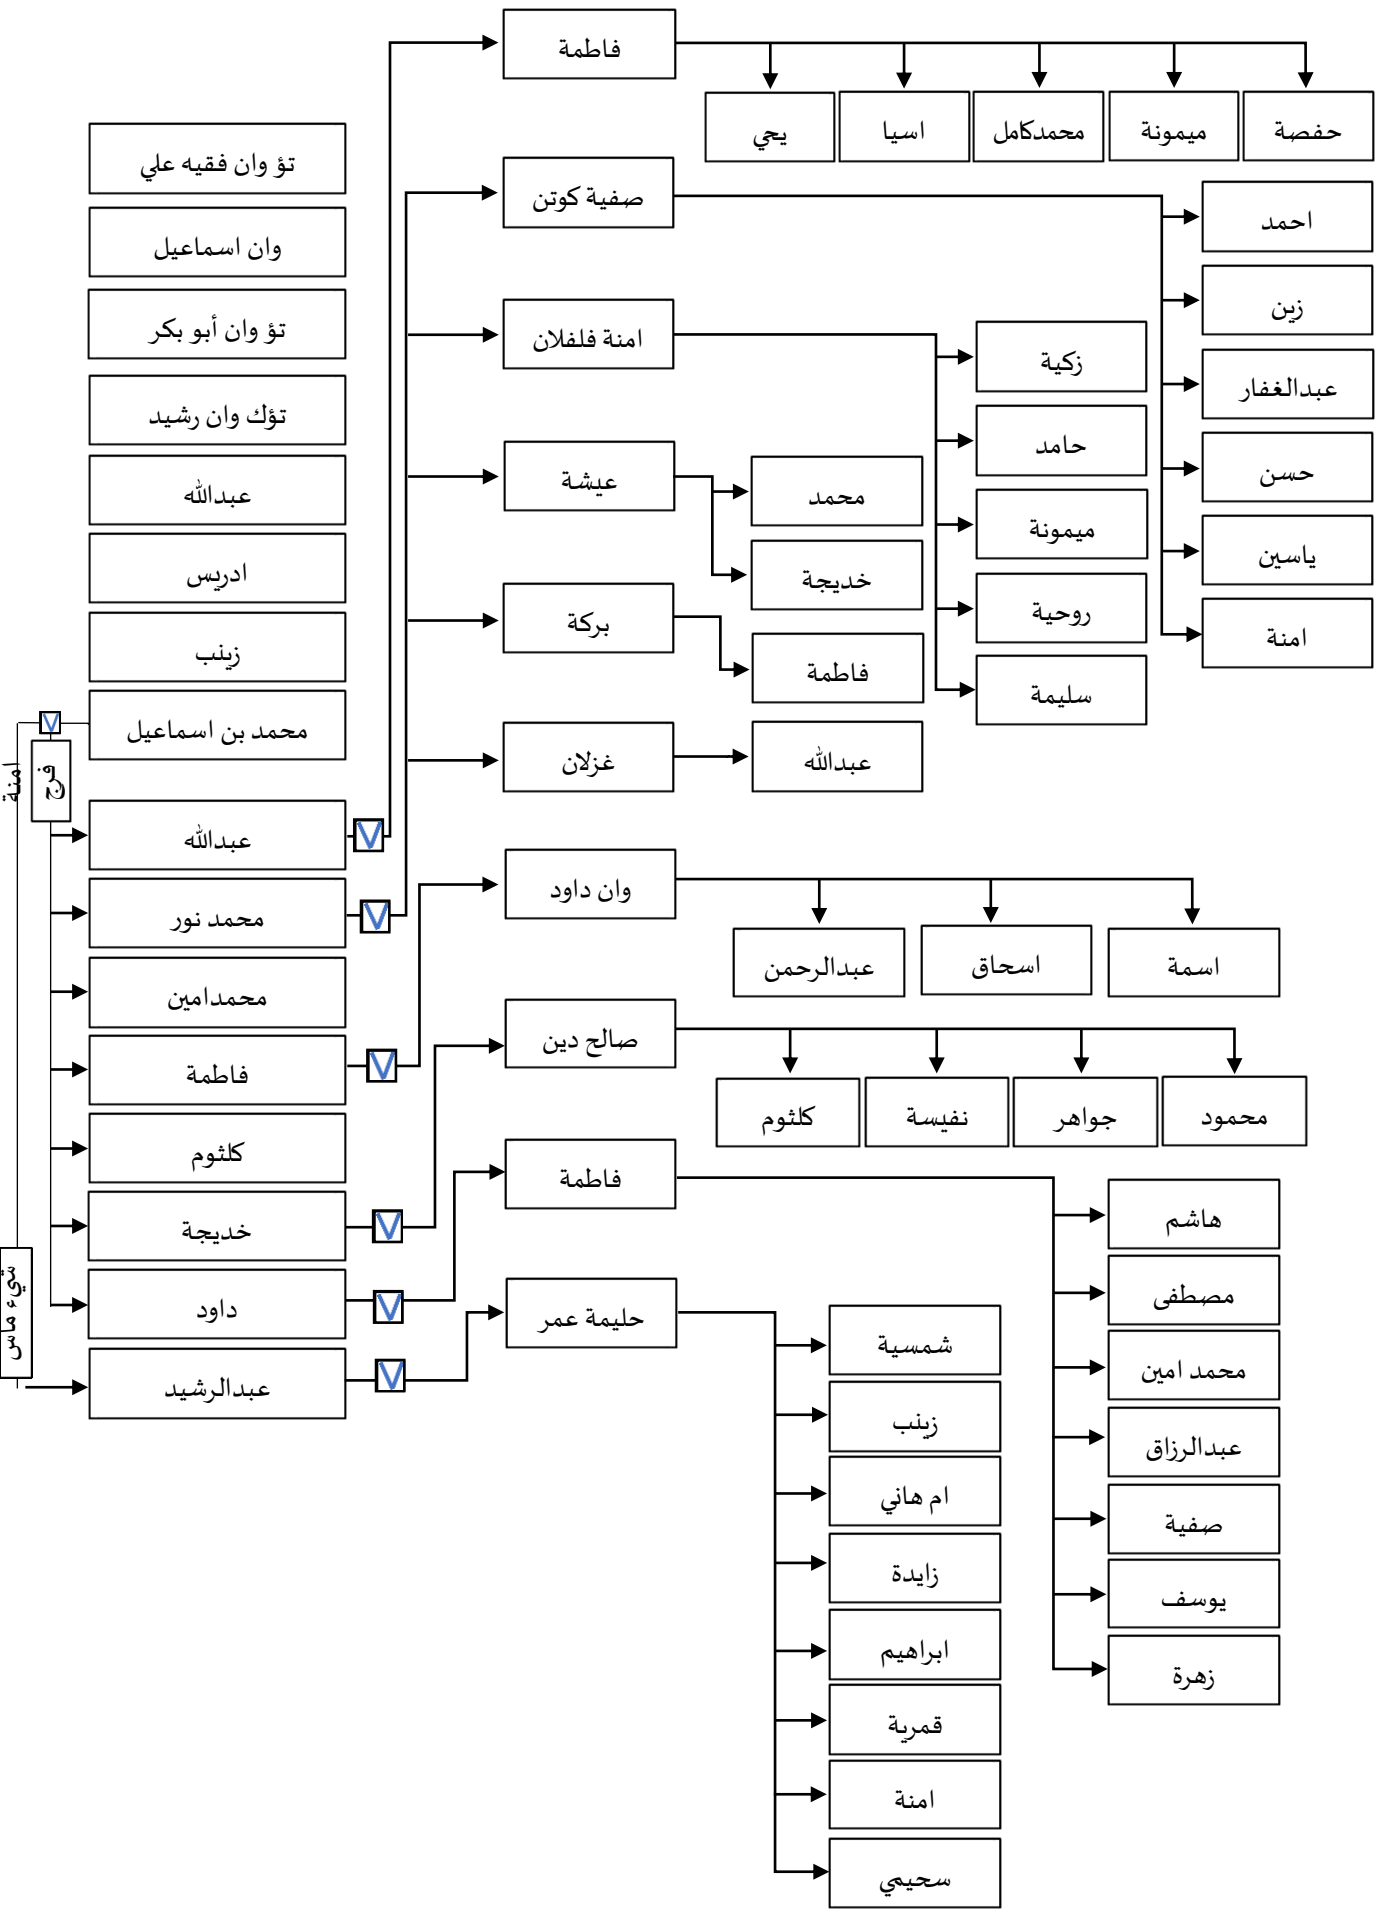 فاطمة
يحي
اسيا
محمدكامل
ميمونة
حفصة
تؤ وان فقيه علي
وان اسماعيل
تؤ وان أبو بكر
تؤك وان رشيد
عبدالله
ادريس
زينب
محمد بن اسماعيل
امنة
فرج
تيء ماس
عبدالله
محمد نور
محمدامين
فاطمة
كلثوم
خديجة
داود
عبدالرشيد
صفية كوتن
احمد
زين
عبدالغفار
حسن
ياسين
امنة
امنة فلفلان
زكية
حامد
ميمونة
روحية
سليمة
عيشة
محمد
خديجة
بركة
فاطمة
غزلان
عبدالله
وان داود
عبدالرحمن
اسحاق
اسمة
صالح دين
كلثوم
نفيسة
جواهر
محمود
فاطمة
هاشم
مصطفى
محمد امين
عبدالرزاق
صفية
يوسف
زهرة
حليمة عمر
شمسية
زينب
ام هاني
زايدة
ابراهيم
قمرية
امنة
سحيمي